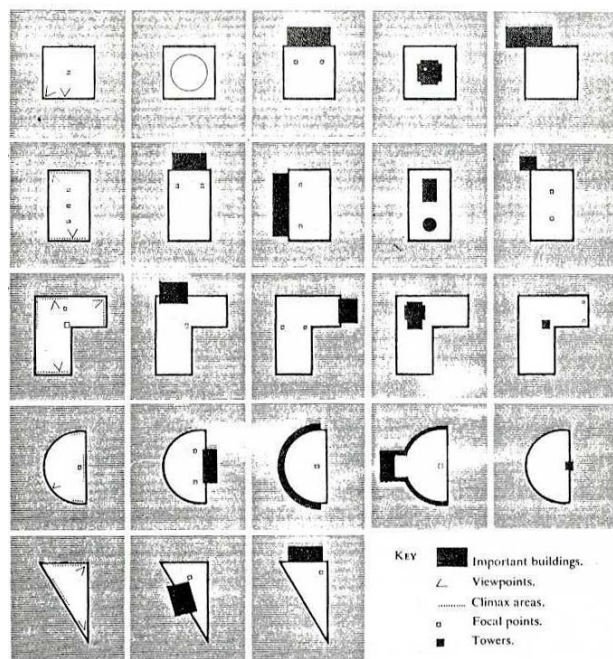 KEY
Important buildings.
Viewpoints.
Climax areas.
Focal points.
Towers.